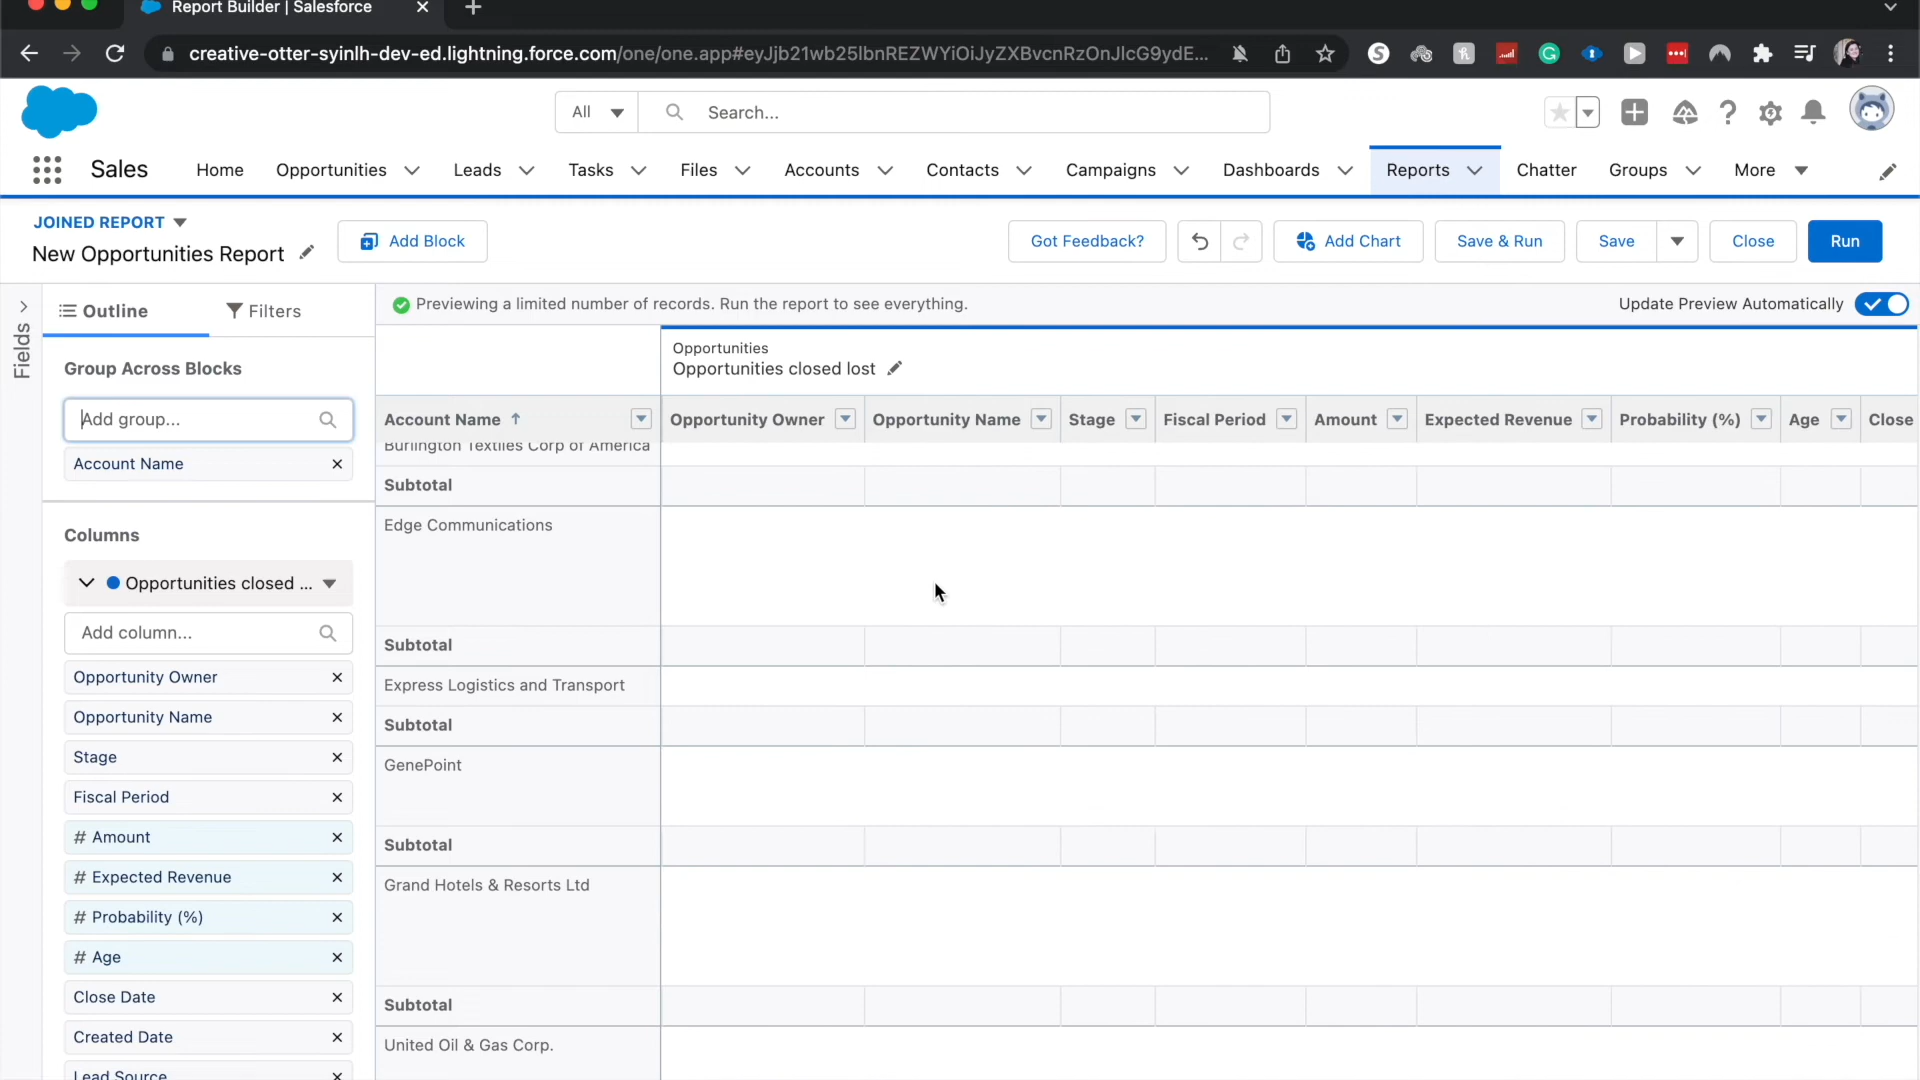 Report Builder | Salesforce
creative-otter-syinlh-dev-ed.lightning.force.com/one/one.app#eyJjb21wb25lbnREZWYiOiJyZXBvcnRzOnJlcG9ydE...
All
Search...
Sales
Home
Opportunities
Leads
Tasks
Files
Accounts
Contacts
Campaigns
Dashboards
Reports
Chatter
Groups
More
JOINED REPORT
New Opportunities Report
Add Block
Got Feedback?
Add Chart
Save & Run
Save
Close
Run
Fields
Outline
Filters
Previewing a limited number of records. Run the report to see everything.
Update Preview Automatically
Group Across Blocks
Add group...
Account Name
Columns
Opportunities closed ...
Add column...
Opportunity Owner
Opportunity Name
Stage
Fiscal Period
# Amount
# Expected Revenue
# Probability (%)
# Age
Close Date
Created Date
Lead Source
Opportunities
Opportunities closed lost
Account Name
Opportunity Owner
Opportunity Name
Stage
Fiscal Period
Amount
Expected Revenue
Probability (%)
Age
Close
Burlington Textiles Corp of America
Subtotal
Edge Communications
Subtotal
Express Logistics and Transport
Subtotal
GenePoint
Subtotal
Grand Hotels & Resorts Ltd
Subtotal
United Oil & Gas Corp.